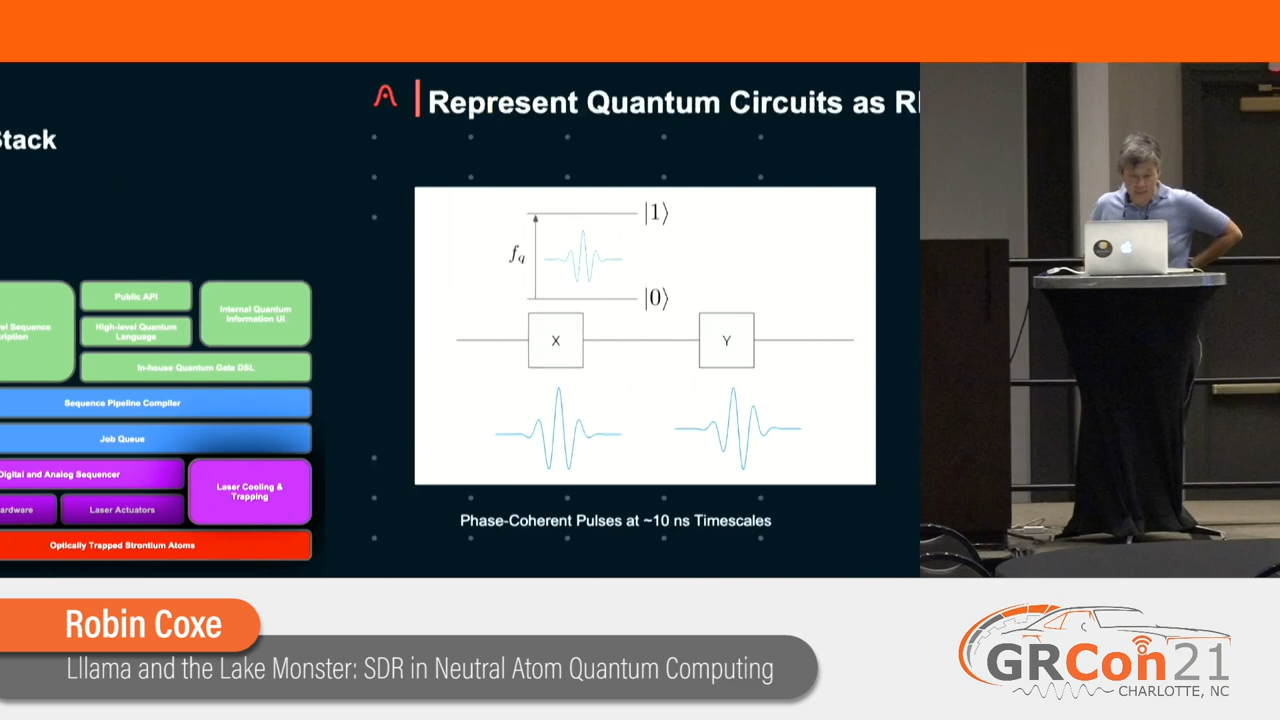 Stack
Represent Quantum Circuits as R
|1⟩
f_q
|0⟩
X
Y
Phase-Coherent Pulses at ~10 ns Timescales
Public API
High-level Quantum
Language
Internal Quantum
Information UI
Sequence
In-house Quantum Gate DSL
Sequence Pipeline Compiler
Job Queue
Digital and Analog Sequencer
Laser Cooling &
Trapping
Laser Actuators
Optically Trapped Strontium Atoms
Robin Coxe
Lllama and the Lake Monster: SDR in Neutral Atom Quantum Computing
GRCon21
CHARLOTTE, NC